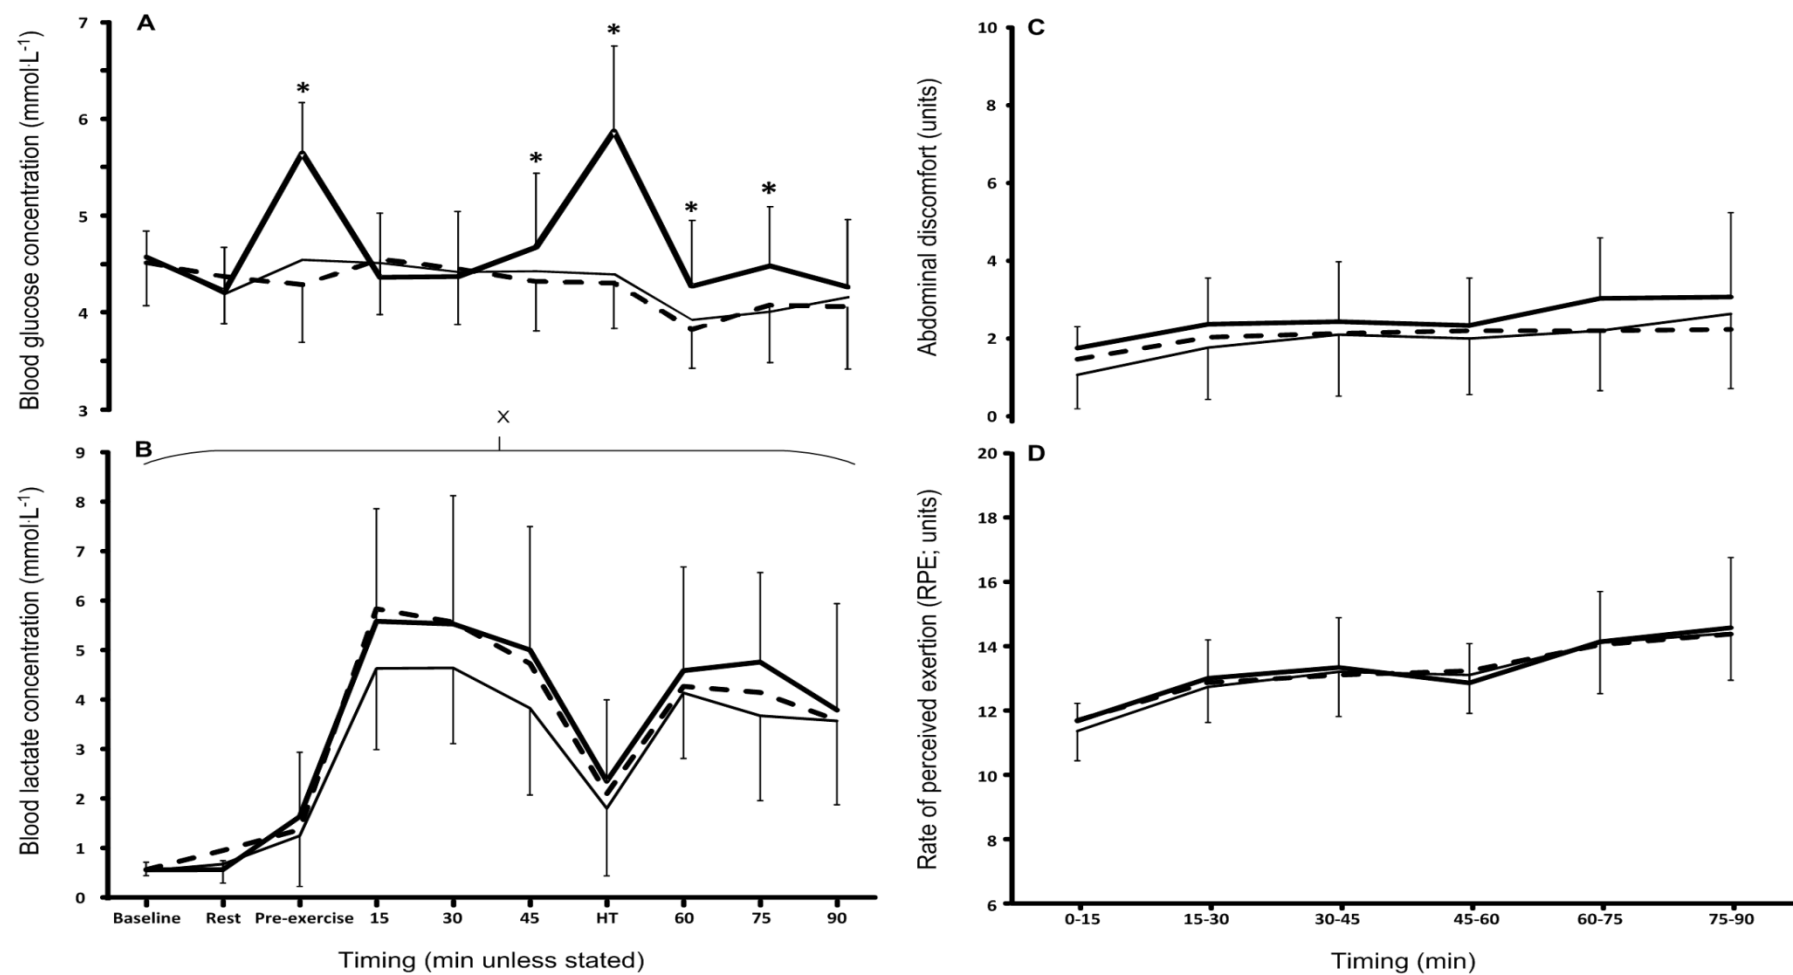 A
Blood glucose concentration (mmol·L-1)
7
6
5
4
3
*
*
*
*
*
X
B
Blood lactate concentration (mmol·L-1)
9
8
7
6
5
4
3
2
1
0
Baseline Rest Pre-exercise 15 30 45 HT 60 75 90
Timing (min unless stated)
C
Abdominal discomfort (units)
10
8
6
4
2
0
D
Rate of perceived exertion (RPE; units)
20
18
16
14
12
10
8
6
0-15 15-30 30-45 45-60 60-75 75-90
Timing (min)